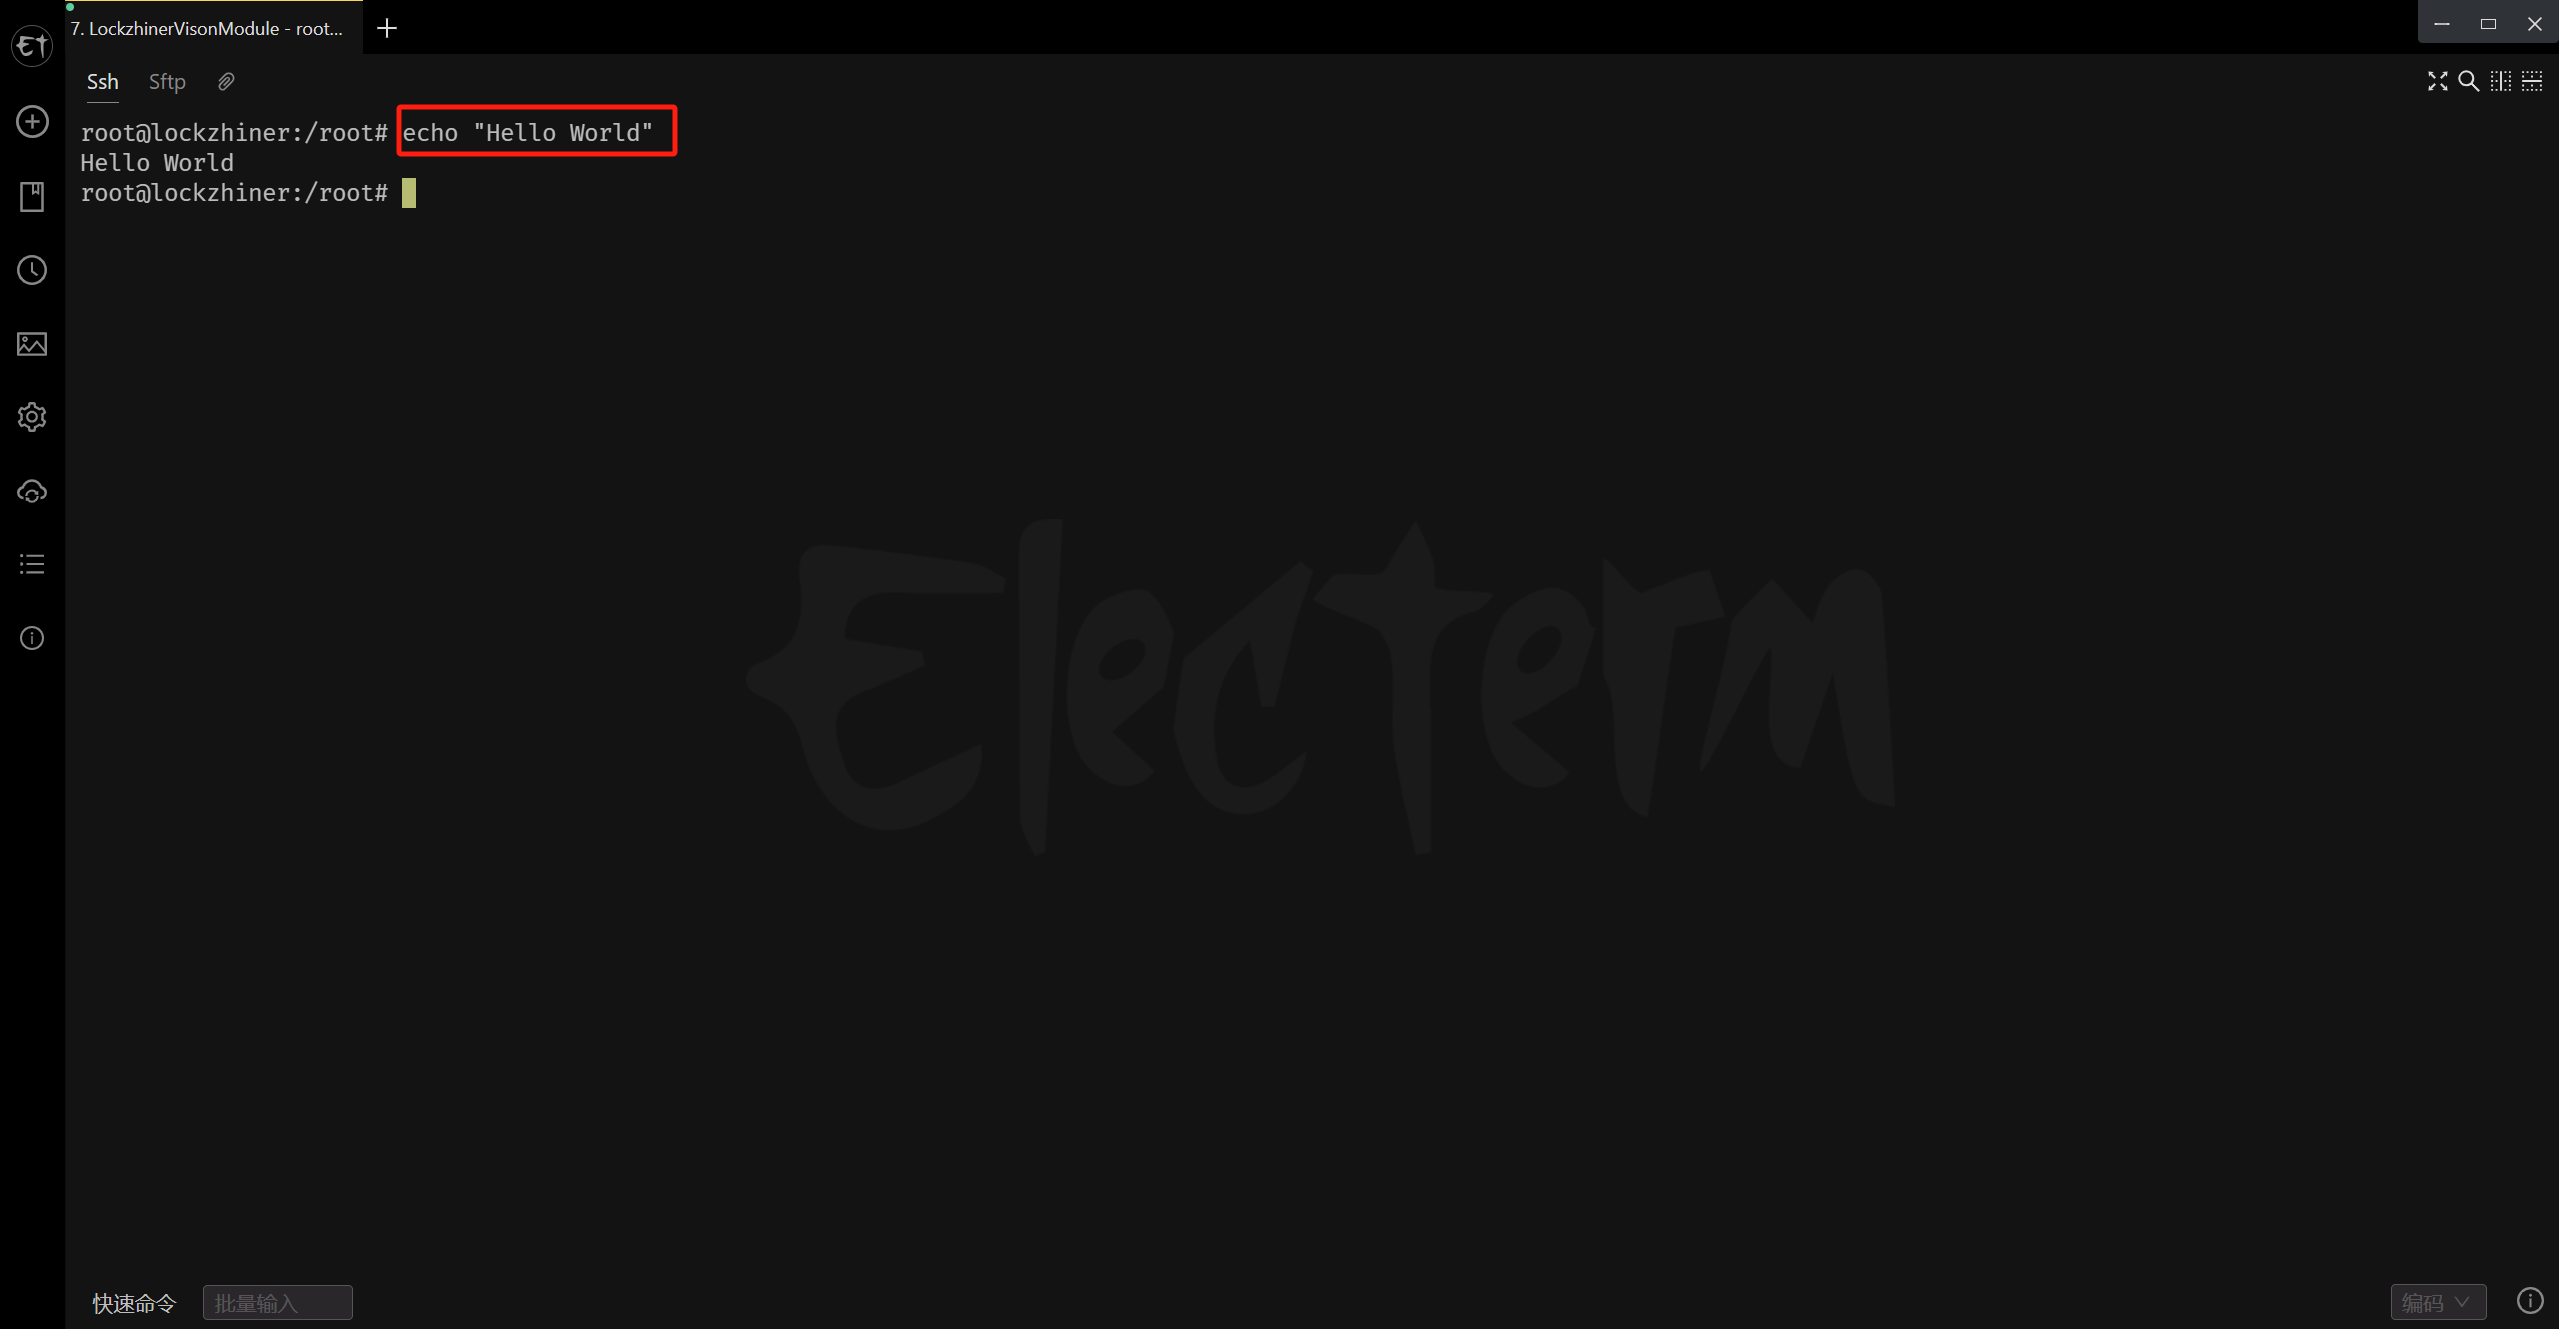 7. LockzhinerVisonModule - root...
Ssh Sftp
root@lockzhiner:/root# echo "Hello World"
Hello World
root@lockzhiner:/root#
Electerm
快速命令 批量输入 编码